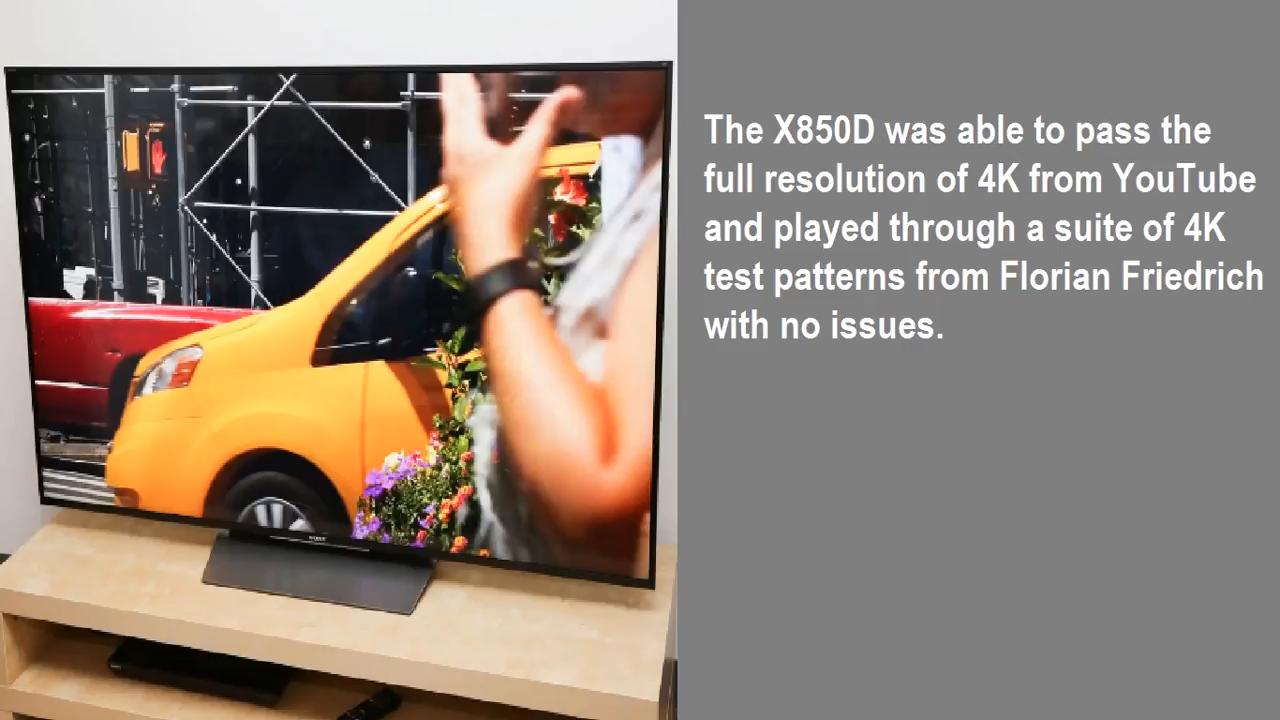 The X850D was able to pass the
full resolution of 4K from YouTube
and played through a suite of 4K
test patterns from Florian Friedrich
with no issues.
SONY